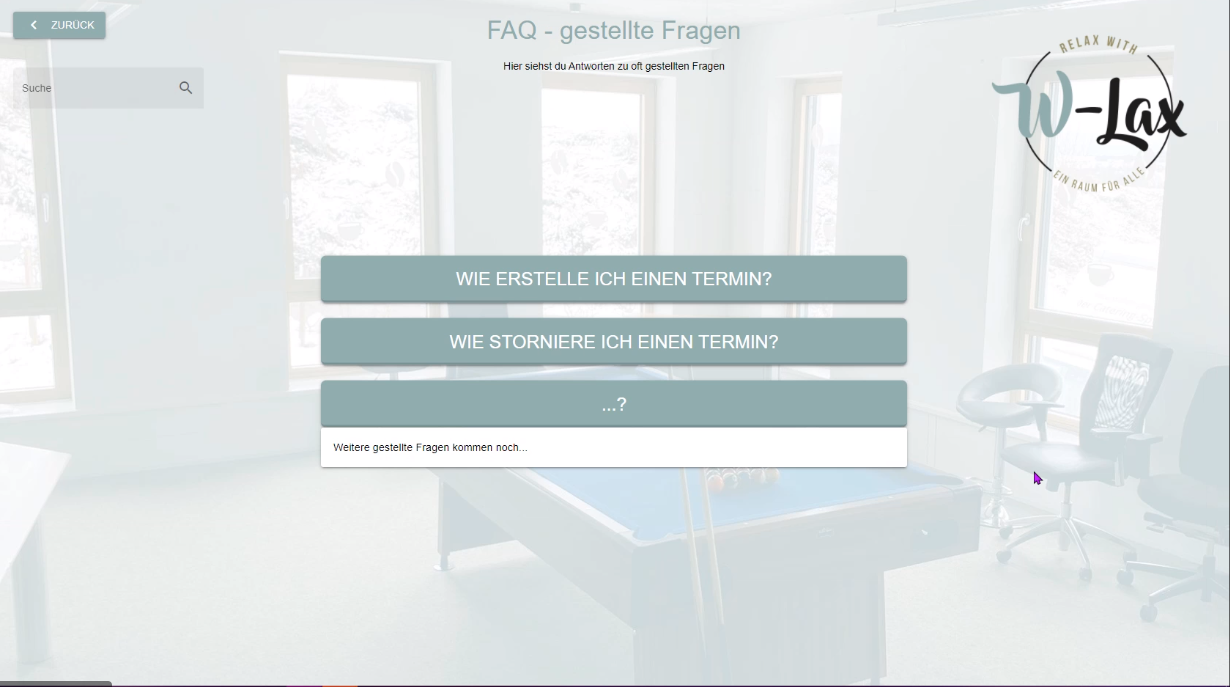 ZURÜCK
FAQ - gestellte Fragen
Hier siehst du Antworten zu oft gestellten Fragen
Suche
RELAX WITH
W-Lax
EIN RAUM FÜR ALLE
WIE ERSTELLE ICH EINEN TERMIN?
WIE STORNIERE ICH EINEN TERMIN?
...?
Weitere gestellte Fragen kommen noch...